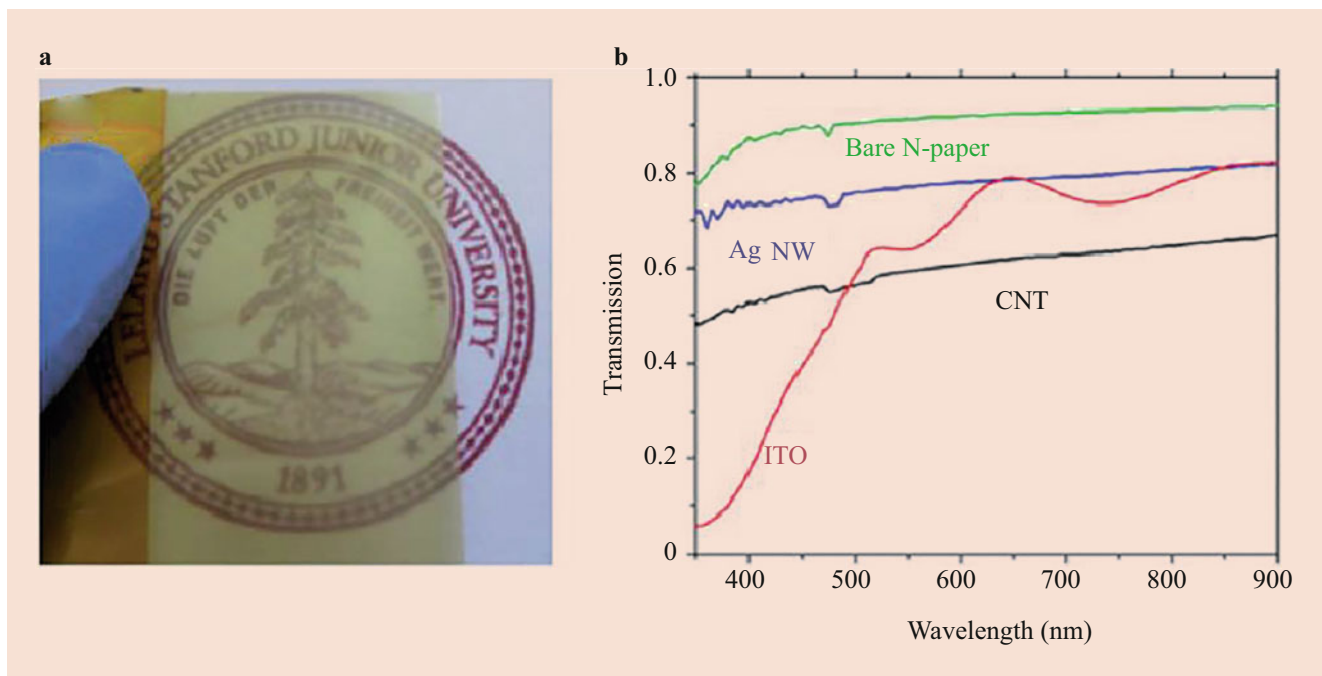 a
LELAND STANFORD JUNIOR UNIVERSITY
DIE LUFT DER FREIHEIT WEHT.
1891
b
1.0
0.8
0.6
0.4
0.2
0
Transmission
Bare N-paper
Ag NW
CNT
ITO
400 500 600 700 800 900
Wavelength (nm)